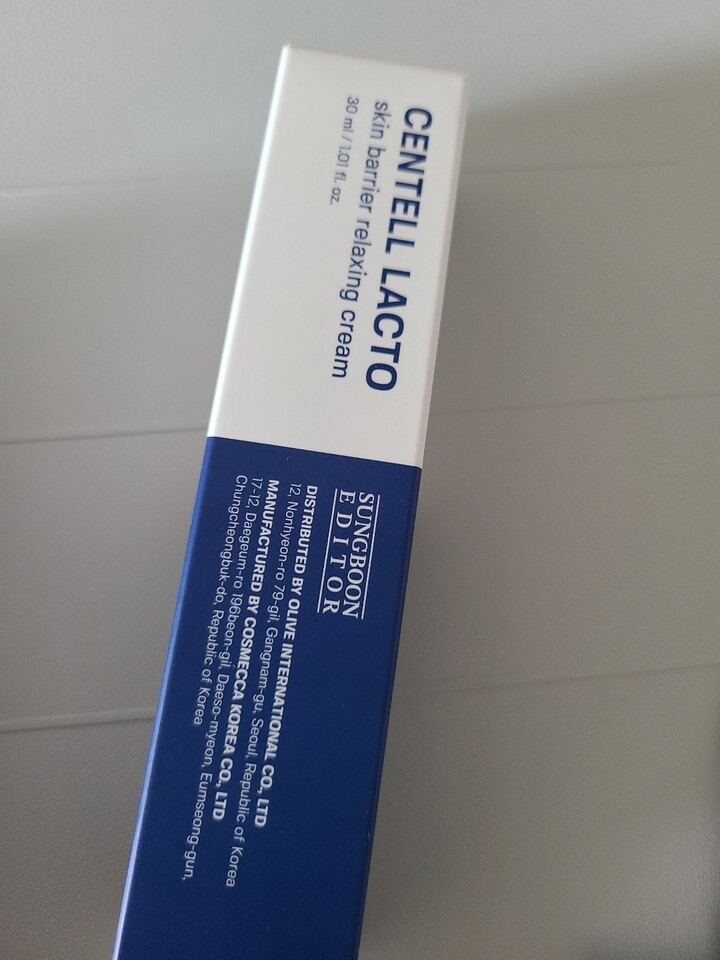 CENTELL LACTO
skin barrier relaxing cream
30 ml / 1.01 fl. oz.
SUNGBOON
EDITOR
DISTRIBUTED BY OLIVE INTERNATIONAL CO., LTD
12, Nonhyeon-ro 79-gil, Gangnam-gu, Seoul, Republic of Korea
MANUFACTURED BY COSMECCA KOREA CO., LTD
17-12, Daegeum-ro 196beon-gil, Daeso-myeon, Eumseong-gun,
Chungcheongbuk-do, Republic of Korea